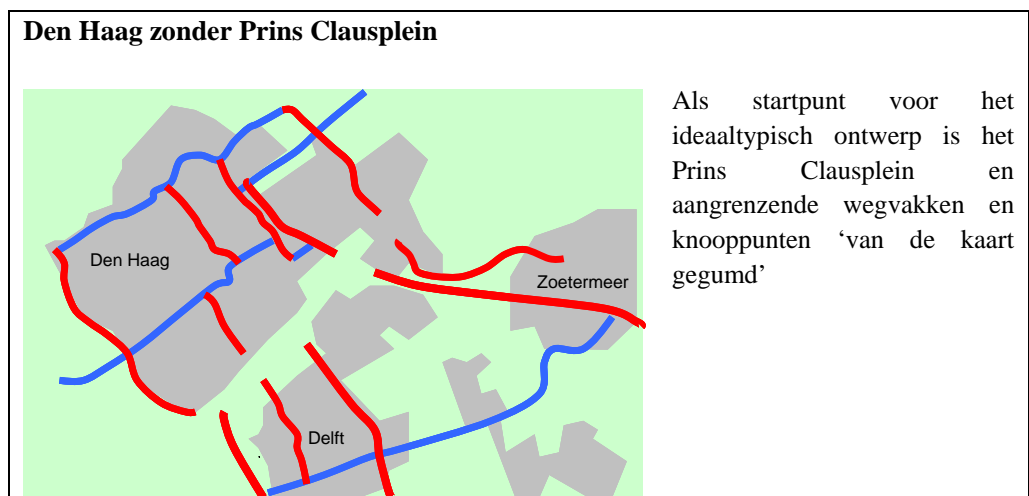 Den Haag zonder Prins Clausplein
Als startpunt voor het
ideaaltypisch ontwerp is het
Prins Clausplein en
aangrenzende wegvakken en
knooppunten ‘van de kaart
gegumd’
Den Haag
Zoetermeer
Delft